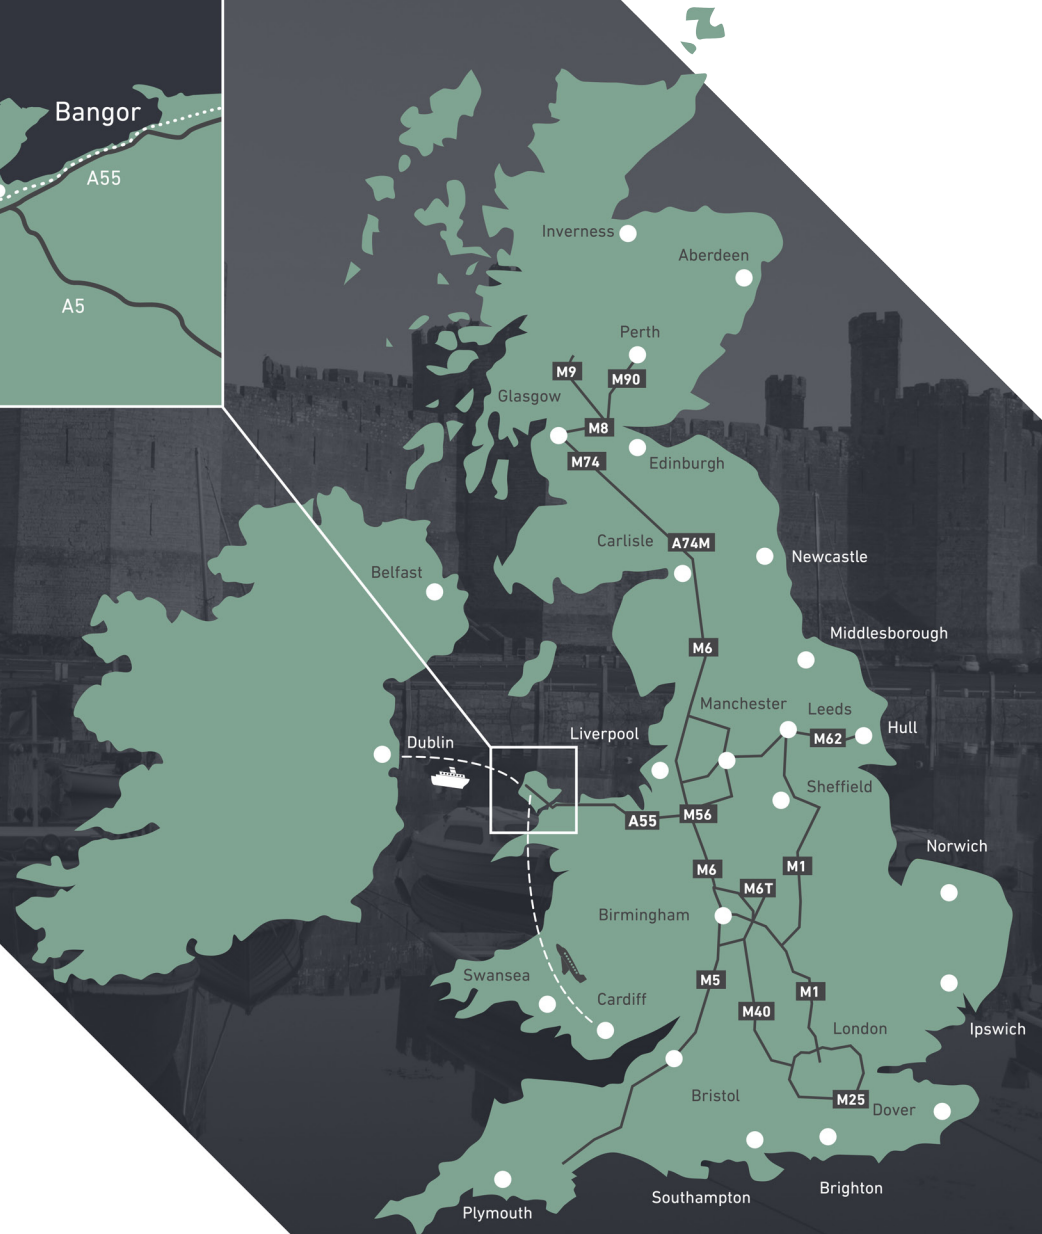 Bangor
A55
A5
Inverness
Aberdeen
Perth
M9
M90
Glasgow
M8
M74
Edinburgh
Carlisle
A74M
Newcastle
Belfast
Middlesborough
M6
Manchester
Leeds
Liverpool
M62
Hull
Dublin
Sheffield
A55
M56
Norwich
M6
M1
M6T
Birmingham
Swansea
M5
M1
Cardiff
M40
London
Ipswich
Bristol
M25
Dover
Brighton
Southampton
Plymouth